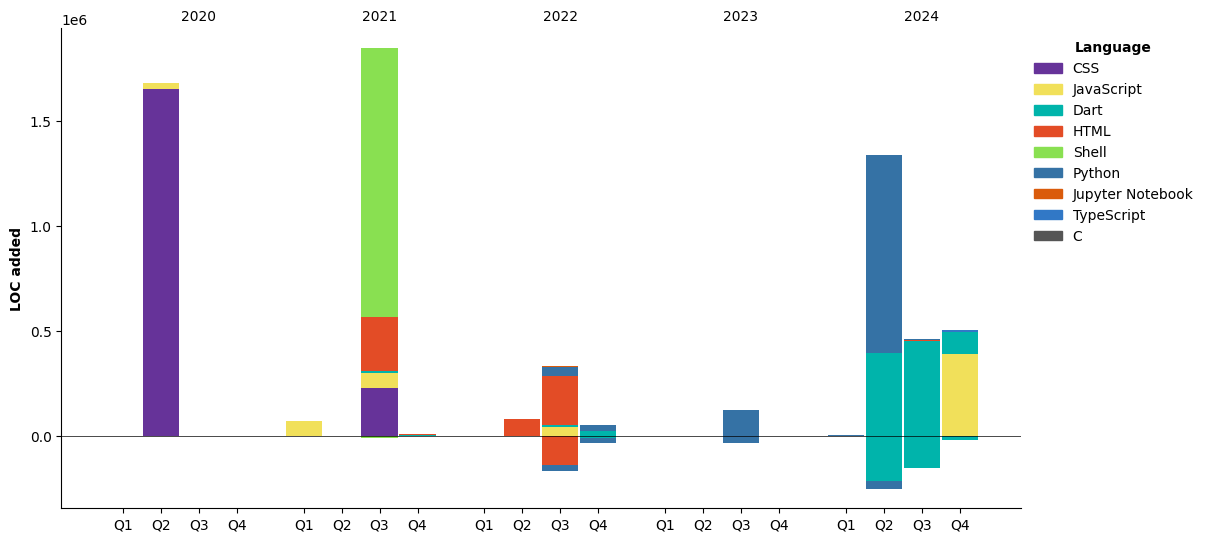 1e6
2020 2021 2022 2023 2024
Language
CSS
JavaScript
Dart
HTML
Shell
Python
Jupyter Notebook
TypeScript
C
LOC added
1.5
1.0
0.5
0.0
Q1 Q2 Q3 Q4 Q1 Q2 Q3 Q4 Q1 Q2 Q3 Q4 Q1 Q2 Q3 Q4 Q1 Q2 Q3 Q4